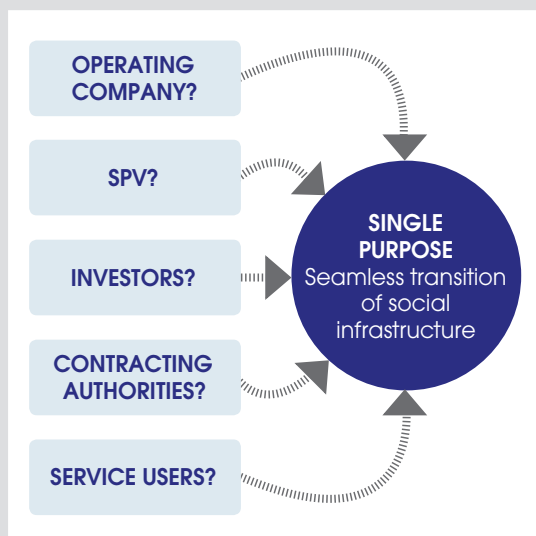 OPERATING
COMPANY?
SPV?
INVESTORS?
CONTRACTING
AUTHORITIES?
SERVICE USERS?
SINGLE
PURPOSE
Seamless transition
of social
infrastructure